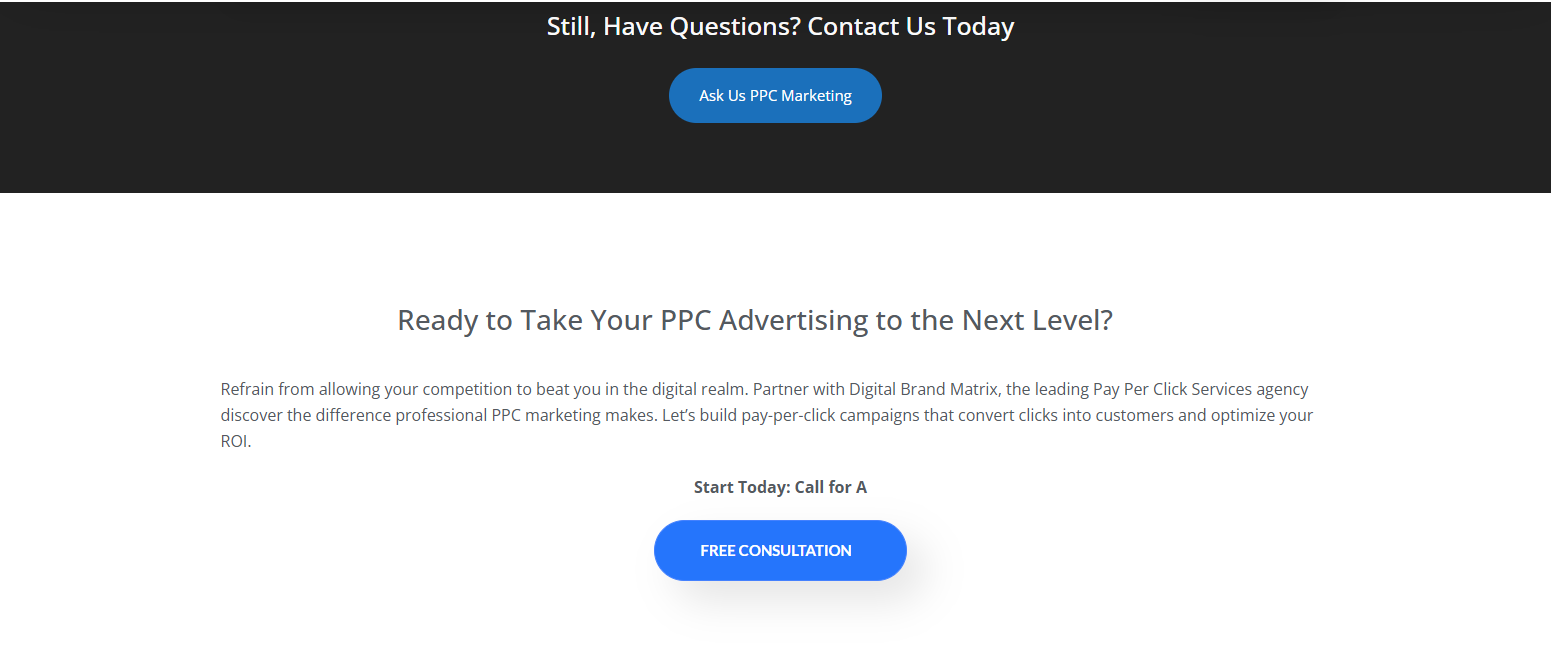 Still, Have Questions? Contact Us Today
Ask Us PPC Marketing
Ready to Take Your PPC Advertising to the Next Level?
Refrain from allowing your competition to beat you in the digital realm. Partner with Digital Brand Matrix, the leading Pay Per Click Services agency
discover the difference professional PPC marketing makes. Let’s build pay-per-click campaigns that convert clicks into customers and optimize your
ROI.
Start Today: Call for A
FREE CONSULTATION